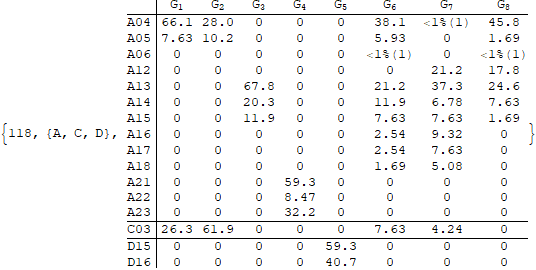 G1 G2 G3 G4 G5 G6 G7 G8
A04 66.1 28.0 0 0 0 38.1 <1%(1) 45.8
A05 7.63 10.2 0 0 0 5.93 0 1.69
A06 0 0 0 0 0 <1%(1) 0 <1%(1)
A12 0 0 0 0 0 0 21.2 17.8
A13 0 0 67.8 0 0 21.2 37.3 24.6
A14 0 0 20.3 0 0 11.9 6.78 7.63
A15 0 0 11.9 0 0 7.63 7.63 1.69
{118, {A, C, D}, A16 0 0 0 0 0 2.54 9.32 0 }
A17 0 0 0 0 0 2.54 7.63 0
A18 0 0 0 0 0 1.69 5.08 0
A21 0 0 0 59.3 0 0 0 0
A22 0 0 0 8.47 0 0 0 0
A23 0 0 0 32.2 0 0 0 0
C03 26.3 61.9 0 0 0 7.63 4.24 0
D15 0 0 0 0 59.3 0 0 0
D16 0 0 0 0 40.7 0 0 0